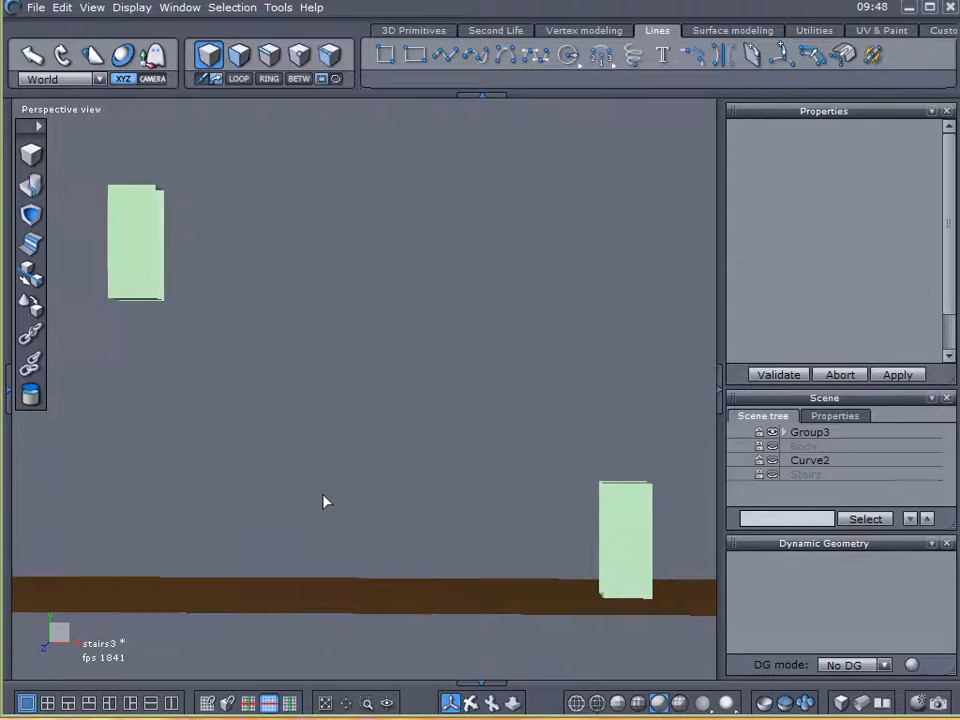 File Edit View Display Window Selection Tools Help
09:48
3D Primitives Second Life Vertex modeling Lines Surface modeling Utilities UV & Paint Custo
World
XYZ CAMERA
LOOP RING BETW
Perspective view
Properties
Validate Abort Apply
Scene
Scene tree Properties
Group3
Body
Curve2
Stairs
Select
Dynamic Geometry
Y
stairs3 *
fps 1841
DG mode: No DG